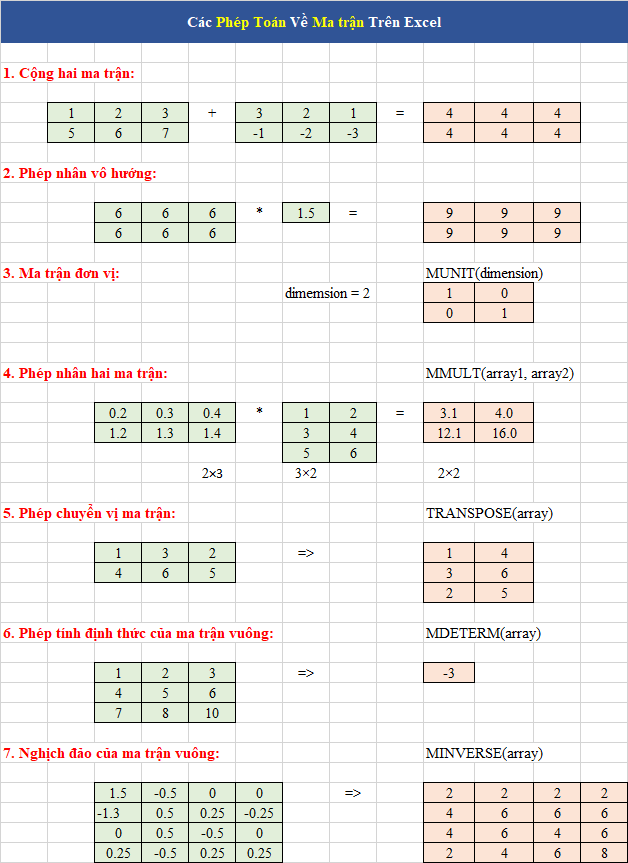 Các Phép Toán Về Ma trận Trên Excel
1. Cộng hai ma trận:
1 2 3 + 3 2 1 = 4 4 4
5 6 7 -1 -2 -3 4 4 4
2. Phép nhân vô hướng:
6 6 6 * 1.5 = 9 9 9
6 6 6 9 9 9
3. Ma trận đơn vị: MUNIT(dimension)
dimemsion = 2 1 0
0 1
4. Phép nhân hai ma trận: MMULT(array1, array2)
0.2 0.3 0.4 * 1 2 = 3.1 4.0
1.2 1.3 1.4 3 4 12.1 16.0
5 6
2×3 3×2 2×2
5. Phép chuyển vị ma trận: TRANSPOSE(array)
1 3 2 => 1 4
4 6 5 3 6
2 5
6. Phép tính định thức của ma trận vuông: MDETERM(array)
1 2 3 => -3
4 5 6
7 8 10
7. Nghịch đảo của ma trận vuông: MINVERSE(array)
1.5 -0.5 0 0 => 2 2 2 2
-1.3 0.5 0.25 -0.25 4 6 6 6
0 0.5 -0.5 0 4 6 4 6
0.25 -0.5 0.25 0.25 2 4 6 8